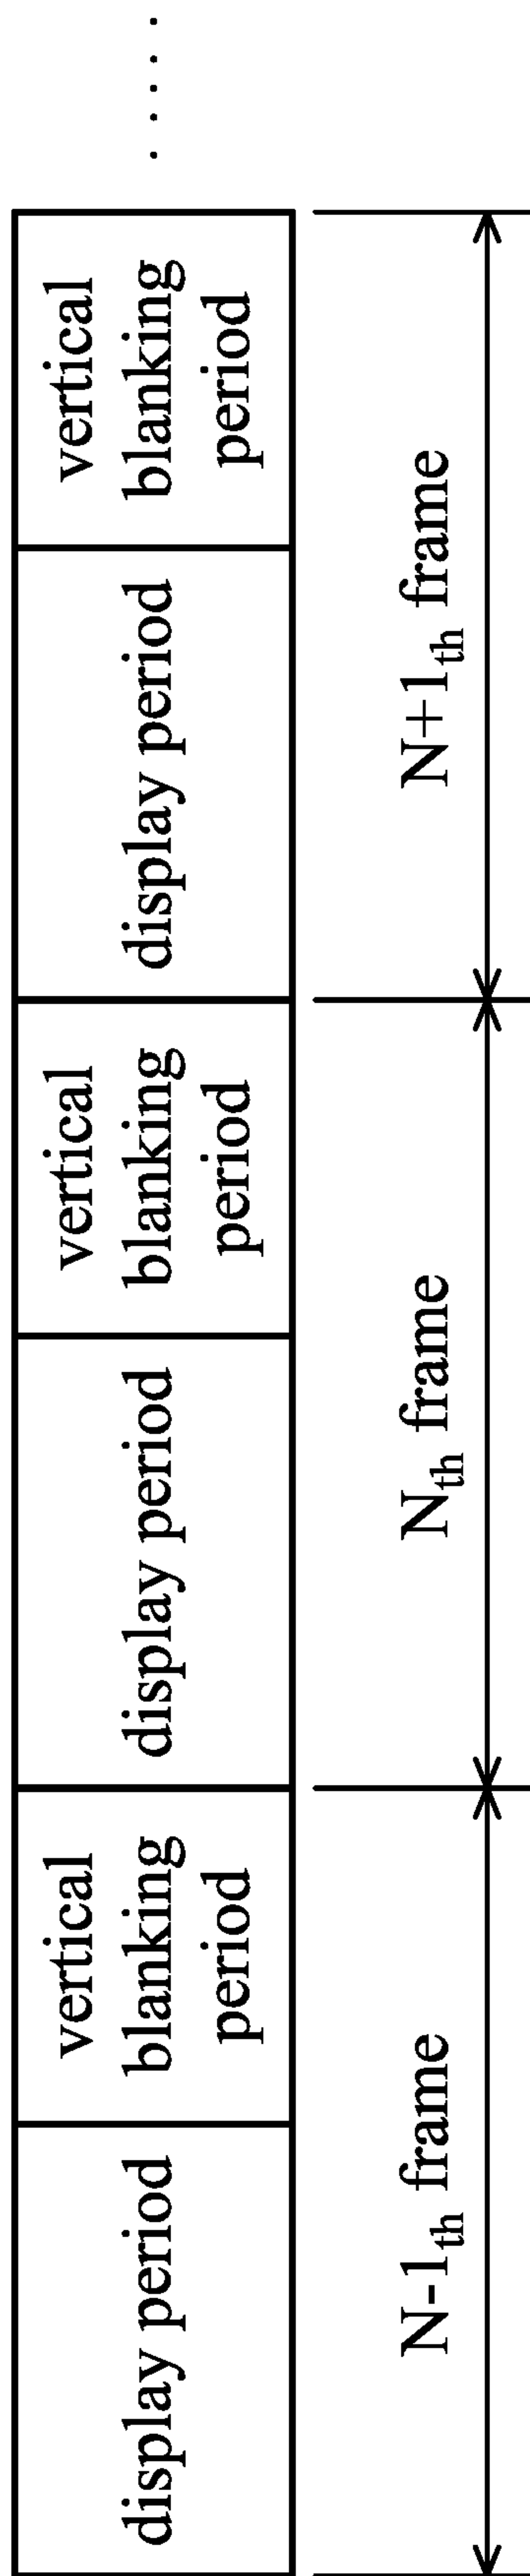 display period
vertical
blanking
period
display period
vertical
blanking
period
display period
vertical
blanking
period
.....
N-1th frame
Nth frame
N+1th frame